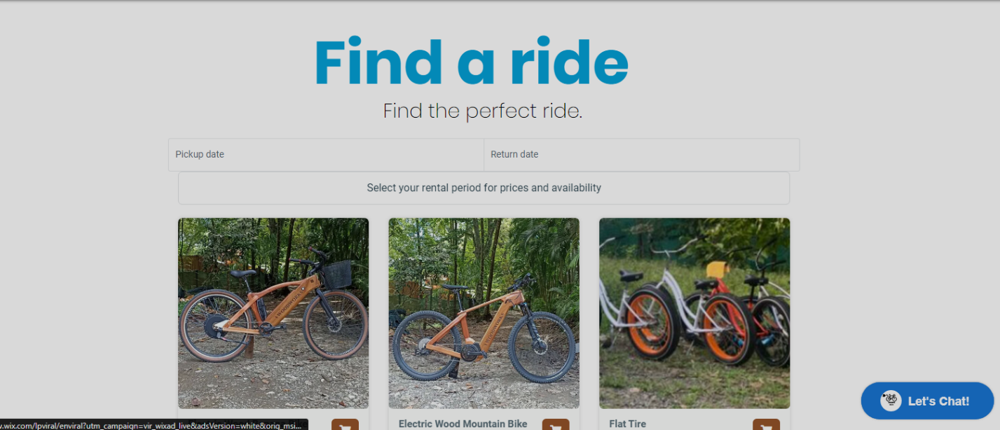 Find a ride
Find the perfect ride.
Pickup date
Return date
Select your rental period for prices and availability
Electric Wood Mountain Bike
Flat Tire
Let's Chat!
.wix.com/lpviral/enviral?utm_campaign=vir_wixad_live&adsVersion=white&orig_msi...